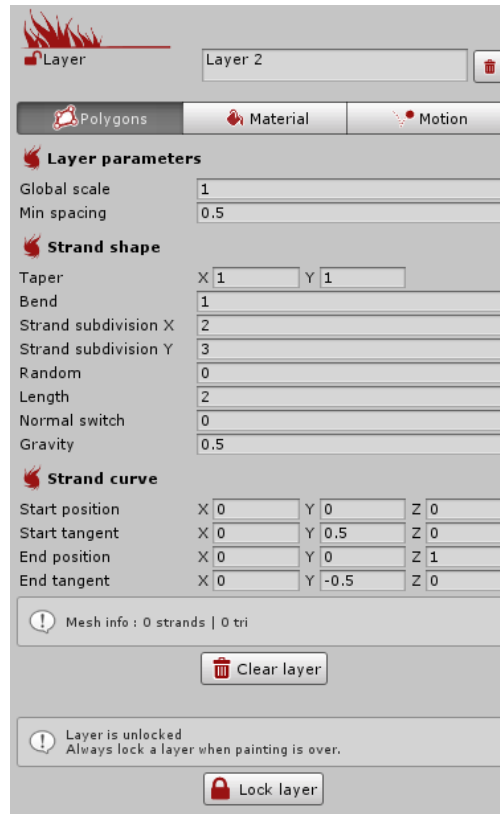 Layer Layer 2
Polygons Material Motion
Layer parameters
Global scale 1
Min spacing 0.5
Strand shape
Taper X 1 Y 1
Bend 1
Strand subdivision X 2
Strand subdivision Y 3
Random 0
Length 2
Normal switch 0
Gravity 0.5
Strand curve
Start position X 0 Y 0 Z 0
Start tangent X 0 Y 0.5 Z 0
End position X 0 Y 0 Z 1
End tangent X 0 Y -0.5 Z 0
Mesh info : 0 strands | 0 tri
Clear layer
Layer is unlocked
Always lock a layer when painting is over.
Lock layer